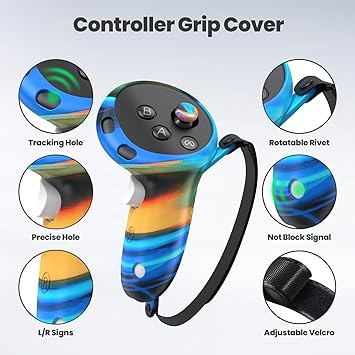 Controller Grip Cover
Tracking Hole
Rotatable Rivet
B
A
Precise Hole
Not Block Signal
L/R Signs
Adjustable Velcro